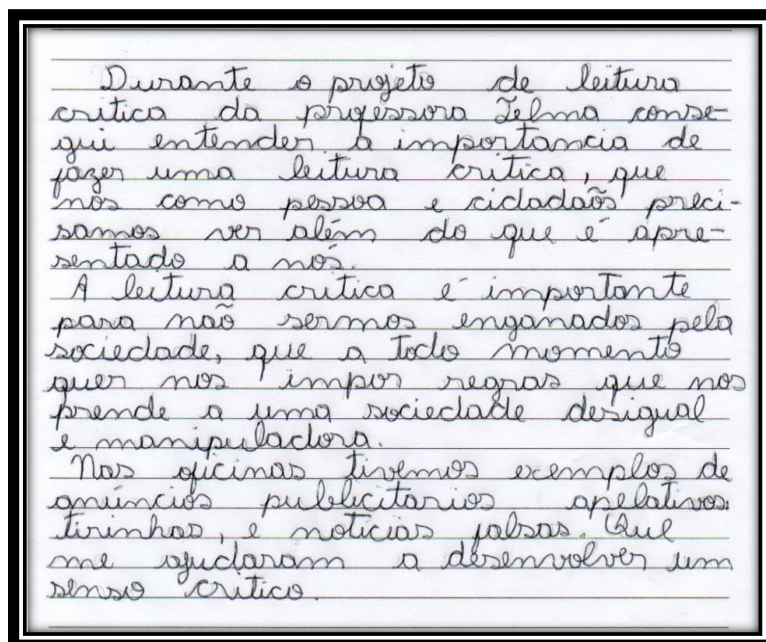 Durante o projeto de leitura
critica da professora Telma conse-
gui entender a importancia de
fazer uma leitura critica, que
nós como pessoa e cidadaõs preci-
samos ver além do que é apre-
sentado a nós.
A leitura critica é importante
para naõ sermos enganados pela
sociedade, que a todo momento
quer nos impor regras que nos
prende a uma sociedade desigual
e manipuladora.
Nas oficinas tivemos exemplos de
anúncios publicitarios apelativos.
tirinhas, e noticias falsas. Que
me ajudaram a desenvolver um
senso critico.